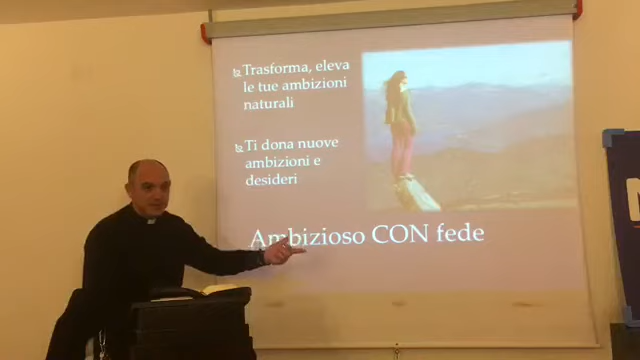 Trasforma, eleva
le tue ambizioni
naturali
Ti dona nuove
ambizioni e
desideri
Ambizioso CON fede